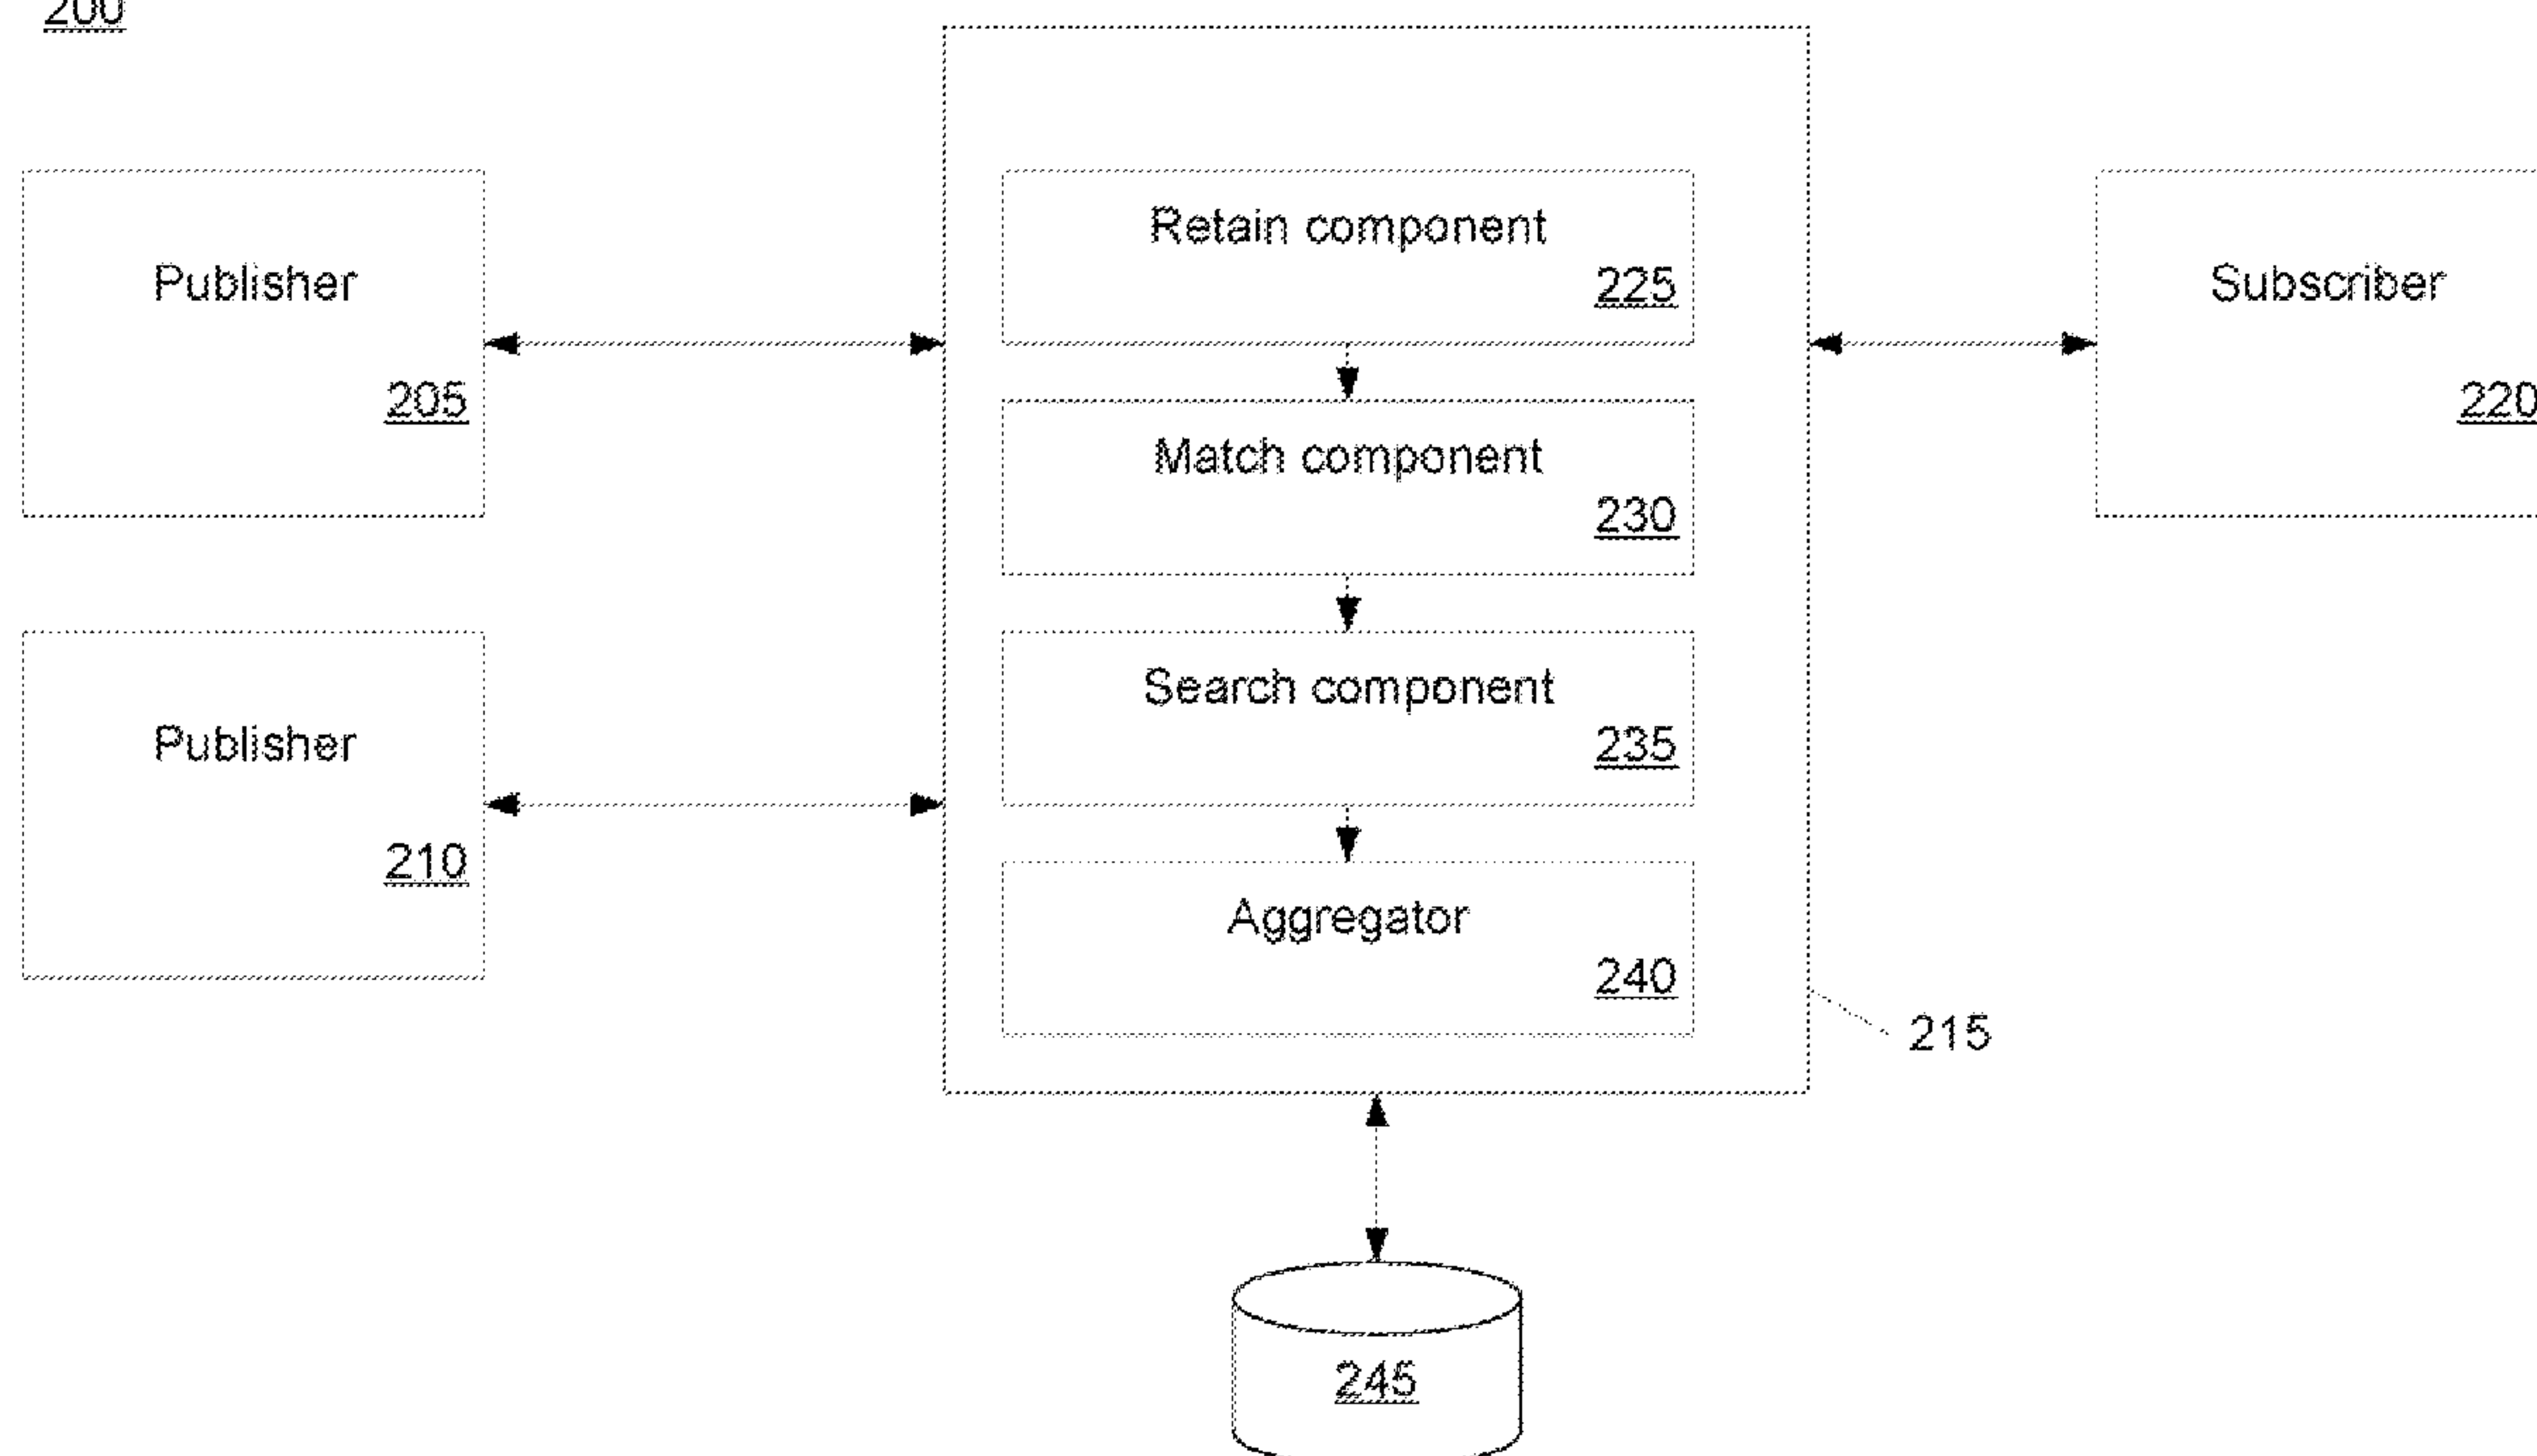 200
Publisher
205
Publisher
210
Retain component
225
Match component
230
Search component
235
Aggregator
240
215
Subscriber
220
245